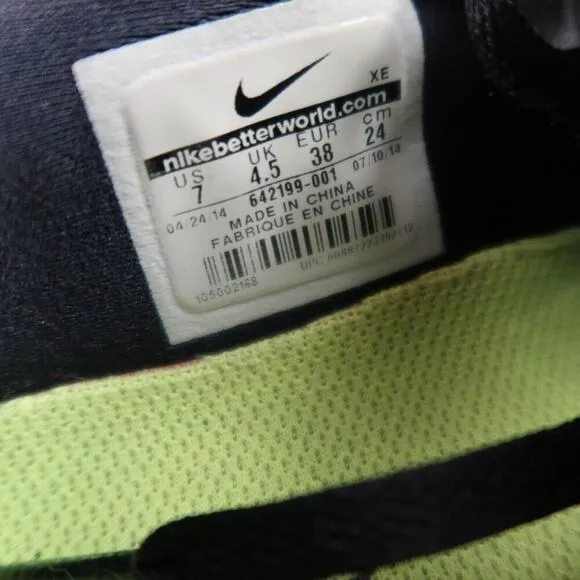 XE
nikebetterworld.com
US UK EUR cm
7 4.5 38 24
04/24/14 642199-001 07/10/14
MADE IN CHINA
FABRIQUE EN CHINE
105002168 UPC